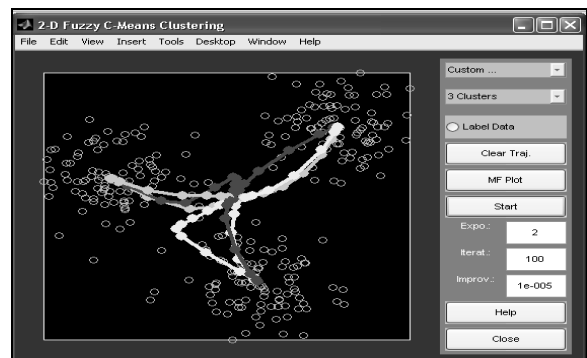 2-D Fuzzy C-Means Clustering
File Edit View Insert Tools Desktop Window Help
Custom ...
3 Clusters
Label Data
Clear Traj.
MF Plot
Start
Expo.: 2
Iterat.: 100
Improv.: 1e-005
Help
Close